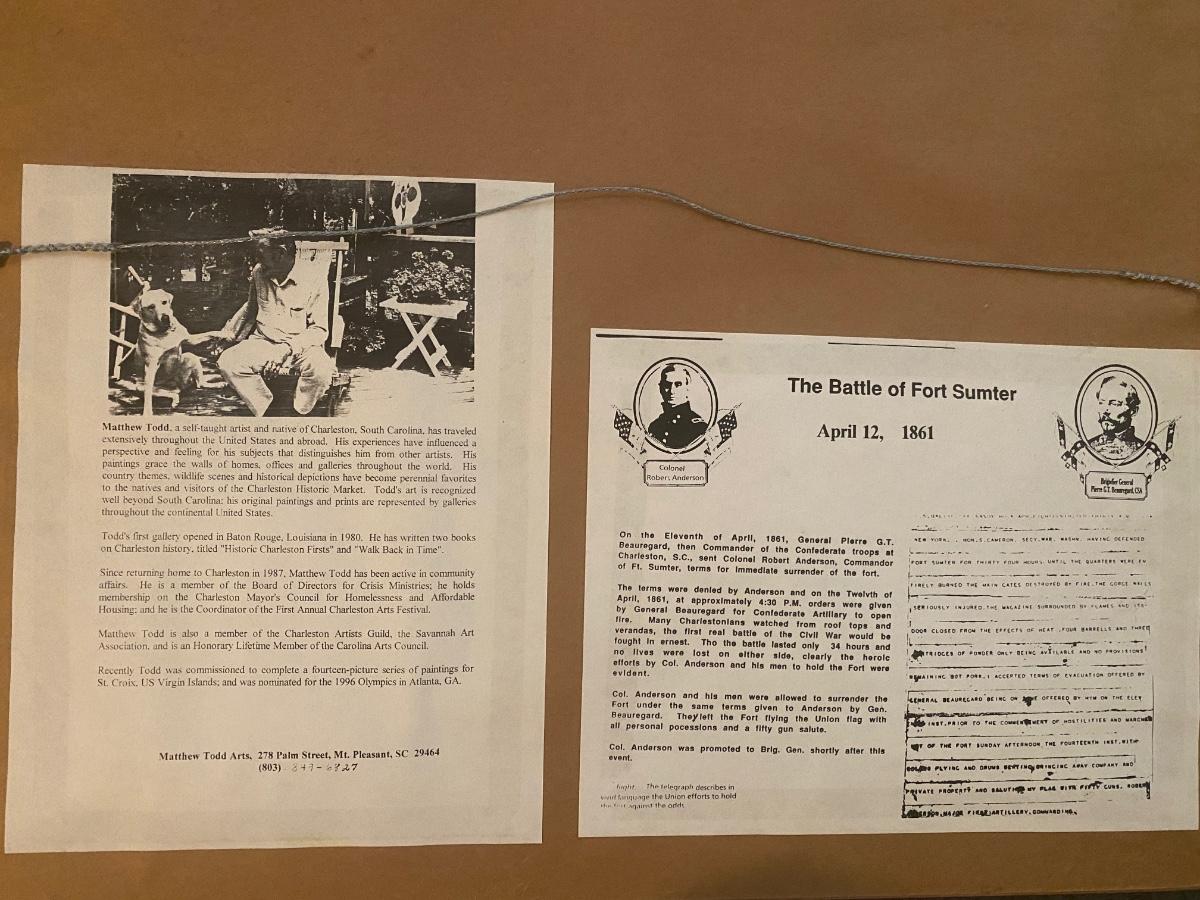 Matthew Todd, a self-taught artist and native of Charleston, South Carolina, has traveled
extensively throughout the United States and abroad. His experiences have influenced a
perspective and feeling for his subjects that distinguishes him from other artists. His
paintings grace the walls of homes, offices and galleries throughout the world. His
country themes, wildlife scenes and historical depictions have become perennial favorites
to the natives and visitors of the Charleston Historic Market. Todd's art is recognized
well beyond South Carolina; his original paintings and prints are represented by galleries
throughout the continental United States.
Todd's first gallery opened in Baton Rouge, Louisiana in 1980. He has written two books
on Charleston history, titled "Historic Charleston Firsts" and "Walk Back in Time".
Since returning home to Charleston in 1987, Matthew Todd has been active in community
affairs. He is a member of the Board of Directors for Crisis Ministries; he holds
membership on the Charleston Mayor's Council for Homelessness and Affordable
Housing; and he is the Coordinator of the First Annual Charleston Arts Festival.
Matthew Todd is also a member of the Charleston Artists Guild, the Savannah Art
Association, and is an Honorary Lifetime Member of the Carolina Arts Council.
Recently Todd was commissioned to complete a fourteen-picture series of paintings for
St. Croix, US Virgin Islands; and was nominated for the 1996 Olympics in Atlanta, GA.
Matthew Todd Arts, 278 Palm Street, Mt. Pleasant, SC 29464
(803)
The Battle of Fort Sumter
April 12, 1861
Colonel
Robert Anderson
Brigadier General
Pierre G.T. Beauregard, CSA
On the Eleventh of April, 1861, General Pierre G.T.
Beauregard, then Commander of the Confederate troops at
Charleston, S.C., sent Colonel Robert Anderson, Commander
of Ft. Sumter, terms for immediate surrender of the fort.
The terms were denied by Anderson and on the Twelvth of
April, 1861, at approximately 4:30 P.M. orders were given
by General Beauregard for Confederate Artillary to open
fire. Many Charlestonians watched from roof tops and
verandas, the first real battle of the Civil War would be
fought in ernest. Tho the battle lasted only 34 hours and
no lives were lost on either side, clearly the heroic
efforts by Col. Anderson and his men to hold the Fort were
evident.
Col. Anderson and his men were allowed to surrender the
Fort under the same terms given to Anderson by Gen.
Beauregard. They left the Fort flying the Union flag with
all personal pocessions and a fifty gun salute.
Col. Anderson was promoted to Brig. Gen. shortly after this
event.
fight. The telegraph describes in
vivid language the Union efforts to hold
the fort against the odds.
NEW YORK. . HON.S.CAMERON. SECY.WAR. WASHN. HAVING DEFENDED
FORT SUMTER FOR THIRTY FOUR HOURS UNTIL THE QUARTERS WERE EN
FIRELY BURNED THE MAIN GATES DESTROYED BY FIRE.THE GORGE WALLS
SERIOUSLY INJURED.THE MAGAZINE SURROUNDED BY FLAMES AND ITS
DOOR CLOSED FROM THE EFFECTS OF HEAT .FOUR BARRELLS AND THREE
TRIDGES OF POWDER ONLY BEING AVAILABLE AND NO PROVISIONS
REMAINING BUT PORK.I ACCEPTED TERMS OF EVACUATION OFFERED BY
GENERAL BEAUREGARD BEING ON OFFERED BY HIM ON THE ELEV
INST.PRIOR TO THE COMMENCEMENT OF HOSTILITIES AND MARCHED
OUT OF THE FORT SUNDAY AFTERNOON THE FOURTEENTH INST.WITH
COLORS FLYING AND DRUMS BEATING BRINGING AWAY COMPANY AND
PRIVATE PROPERTY AND SALUTING MY FLAG WITH FIFTY GUNS. ROBERT
ANDERSON.MAJOR FIRST ARTILLERY.COMMANDING.